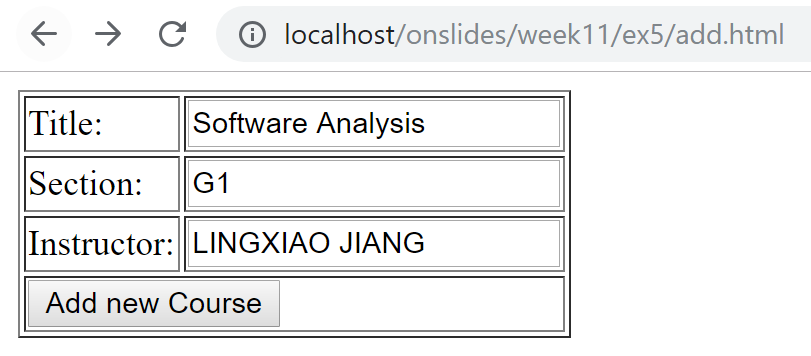 localhost/onslides/week11/ex5/add.html
Title: Software Analysis
Section: G1
Instructor: LINGXIAO JIANG
Add new Course